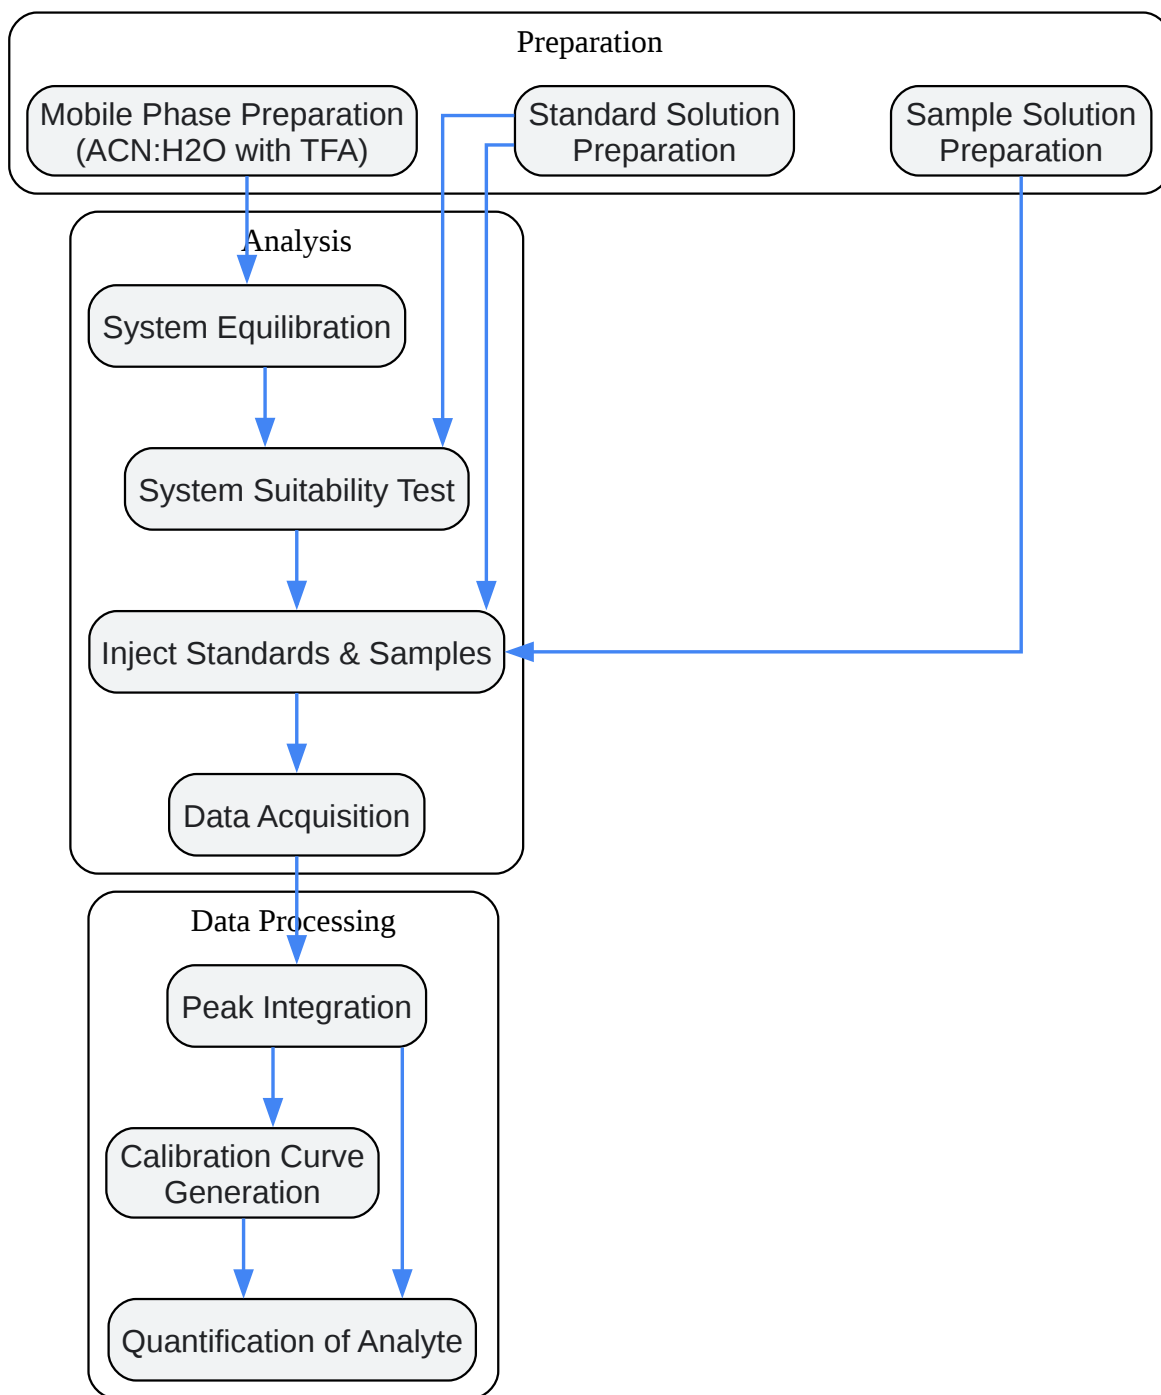 Preparation
Mobile Phase Preparation
(ACN:H2O with TFA)
Standard Solution
Preparation
Sample Solution
Preparation
Analysis
System Equilibration
System Suitability Test
Inject Standards & Samples
Data Acquisition
Data Processing
Peak Integration
Calibration Curve
Generation
Quantification of Analyte